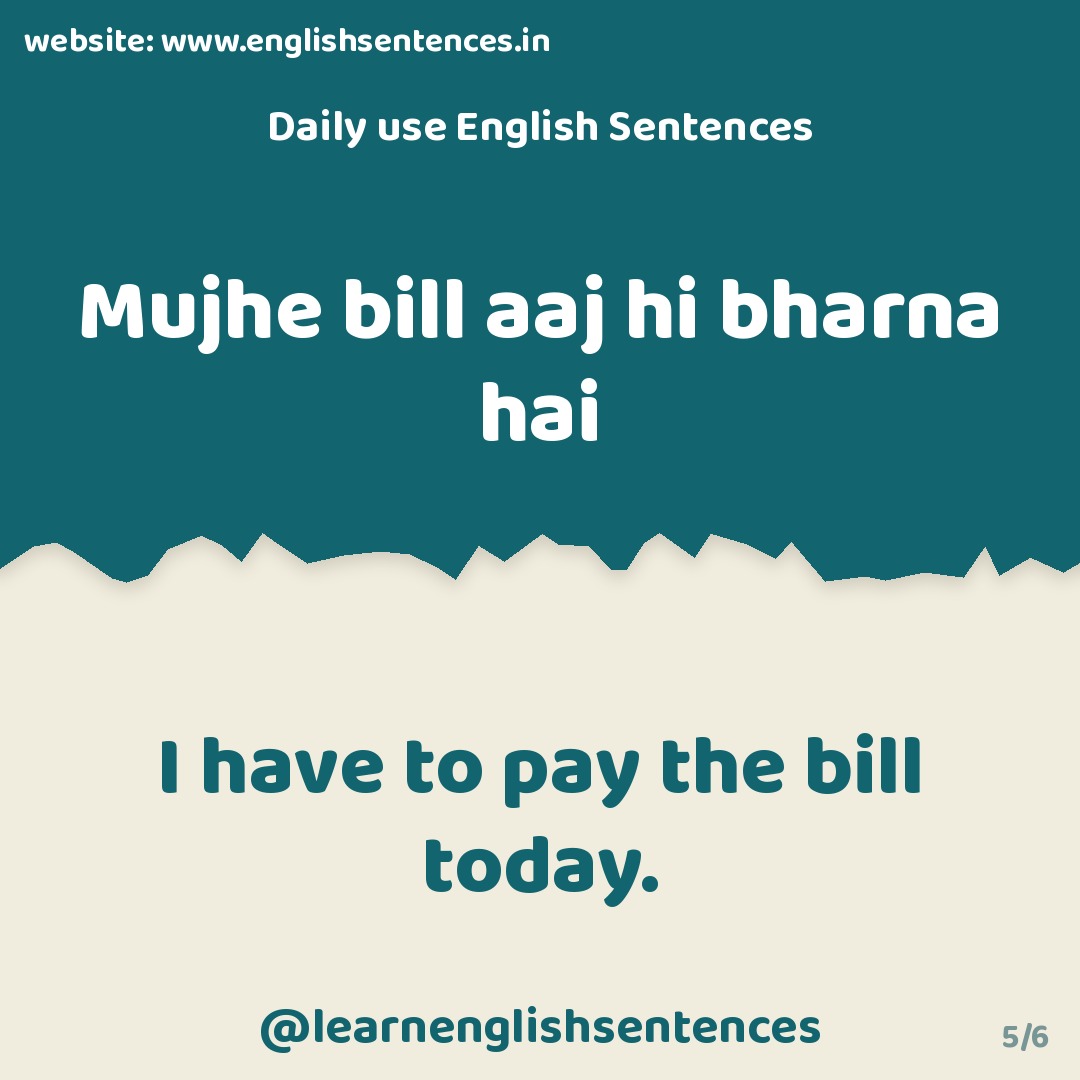 website: www.englishsentences.in
Daily use English Sentences
Mujhe bill aaj hi bharna
hai
I have to pay the bill
today.
@learnenglishsentences
5/6